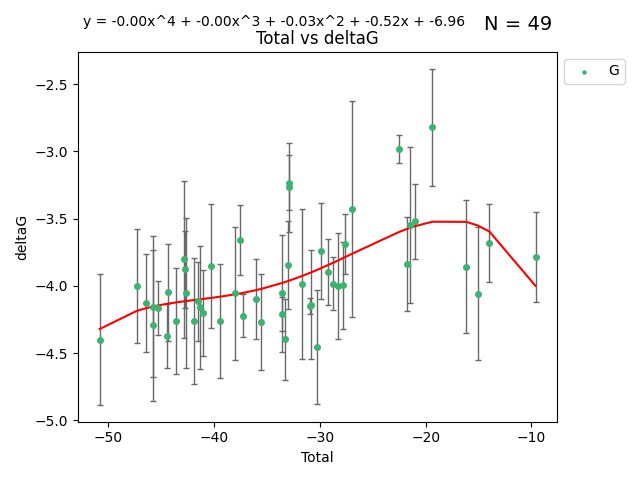 y = -0.00x^4 + -0.00x^3 + -0.03x^2 + -0.52x + -6.96
N = 49
Total vs deltaG
G
deltaG
−2.5
−3.0
−3.5
−4.0
−4.5
−5.0
−50
−40
−30
−20
−10
Total